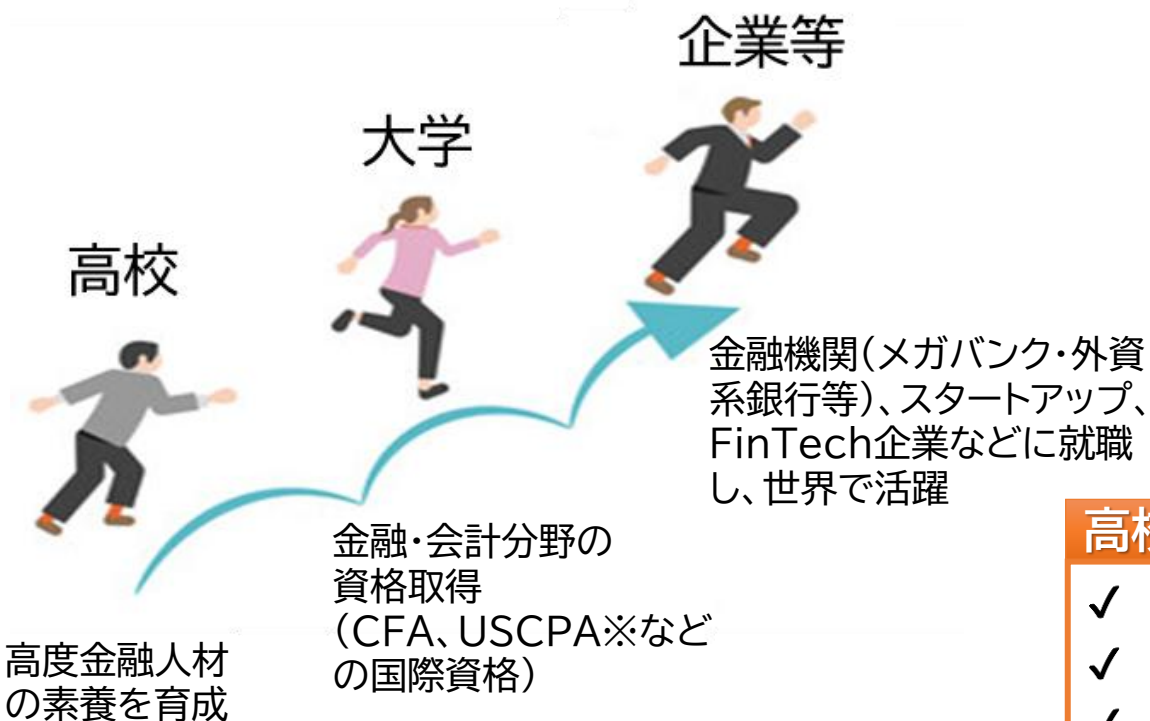 企業等
大学
高校
金融機関(メガバンク・外資
系銀行等)、スタートアップ、
FinTech企業などに就職
し、世界で活躍
金融・会計分野の
資格取得
(CFA、USCPA※など
の国際資格)
高度金融人材
の素養を育成
高校
✓
✓
✓